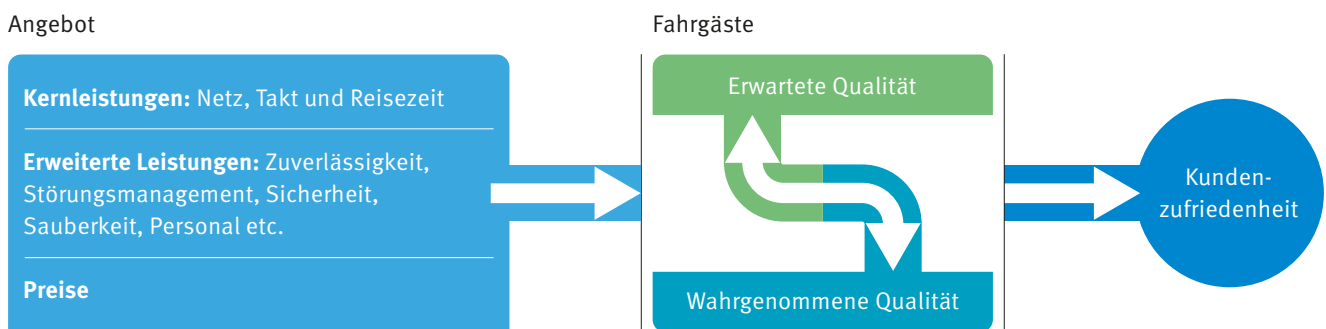 Angebot
Kernleistungen: Netz, Takt und Reisezeit
Erweiterte Leistungen: Zuverlässigkeit,
Störungsmanagement, Sicherheit,
Sauberkeit, Personal etc.
Preise
Fahrgäste
Erwartete Qualität
Wahrgenommene Qualität
Kunden-
zufriedenheit